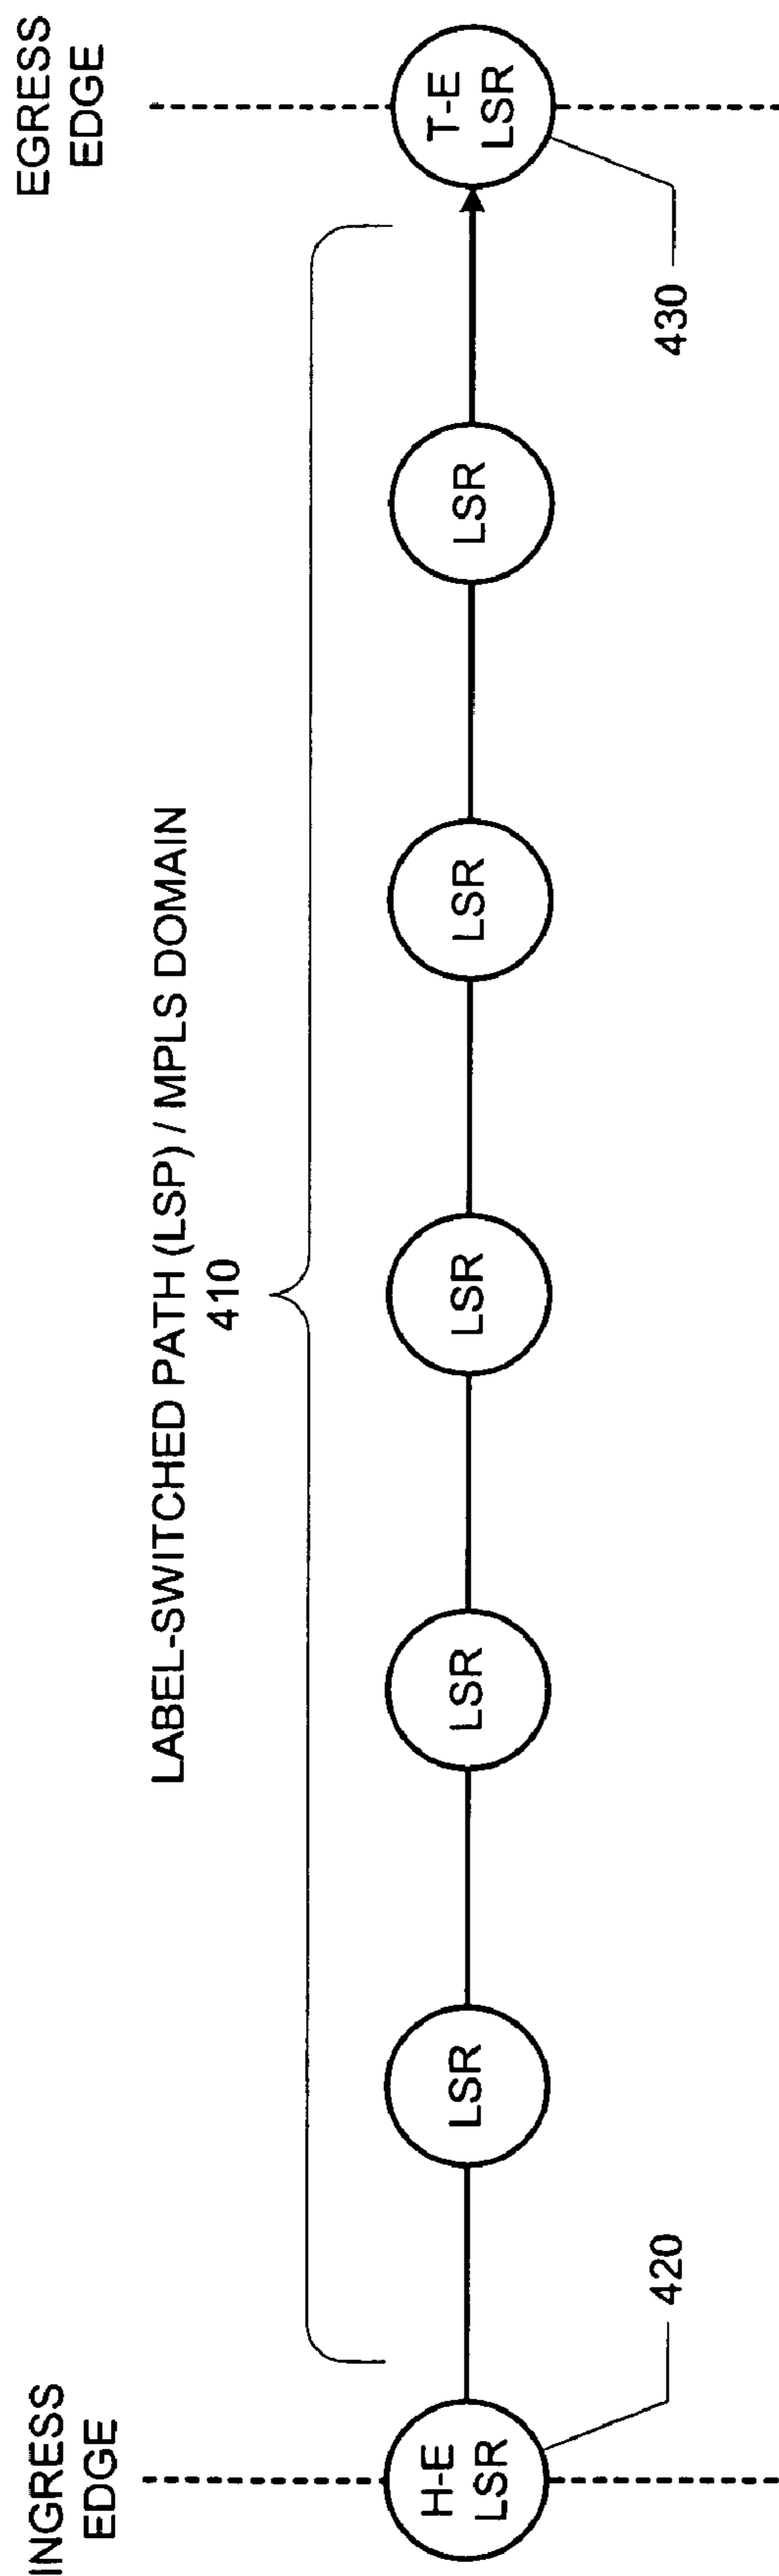 INGRESS
EDGE
EGRESS
EDGE
LABEL-SWITCHED PATH (LSP) / MPLS DOMAIN
410
H-E
LSR
LSR
LSR
LSR
LSR
LSR
T-E
LSR
420
430